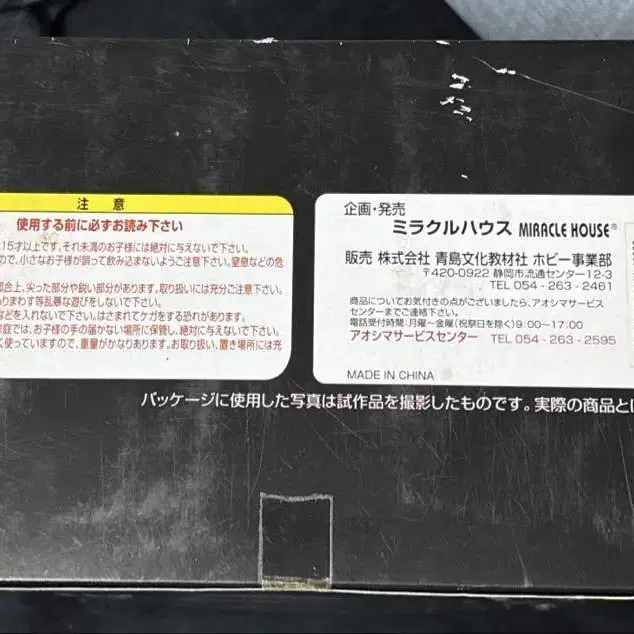 注 意
使用する前に必ずお読み下さい
15才以上です。それ未満のお子様には絶対に与えないで下さい。
ので、小さなお子様が誤って飲み込まないようご注意下さい。窒息などの危
都合上、尖った部分や鋭い部分があります。取り扱いには充分ご注意下さい。
りまわす等乱暴な遊びをしないで下さい。
などを入れないで下さい。はさまれてケガをする恐れがあります。
家庭では、お子様の手の届かない場所に保管し、絶対に与えないで下さい。
く使っていますので、重量がかなりあります。お取り扱い、置き場所には充
企画・発売
ミラクルハウス MIRACLE HOUSE®
販売 株式会社 青島文化教材社 ホビー事業部
〒420-0922 静岡市流通センター12-3
TEL 054 - 263 - 2461
商品についてお気付きの点がございましたら、アオシマサービス
センターまでご連絡下さい。
電話受付時間:月曜～金曜(祝祭日を除く)9:00～17:00
アオシマサービスセンター TEL 054 - 263 - 2595
MADE IN CHINA
パッケージに使用した写真は試作品を撮影したものです。実際の商品とは